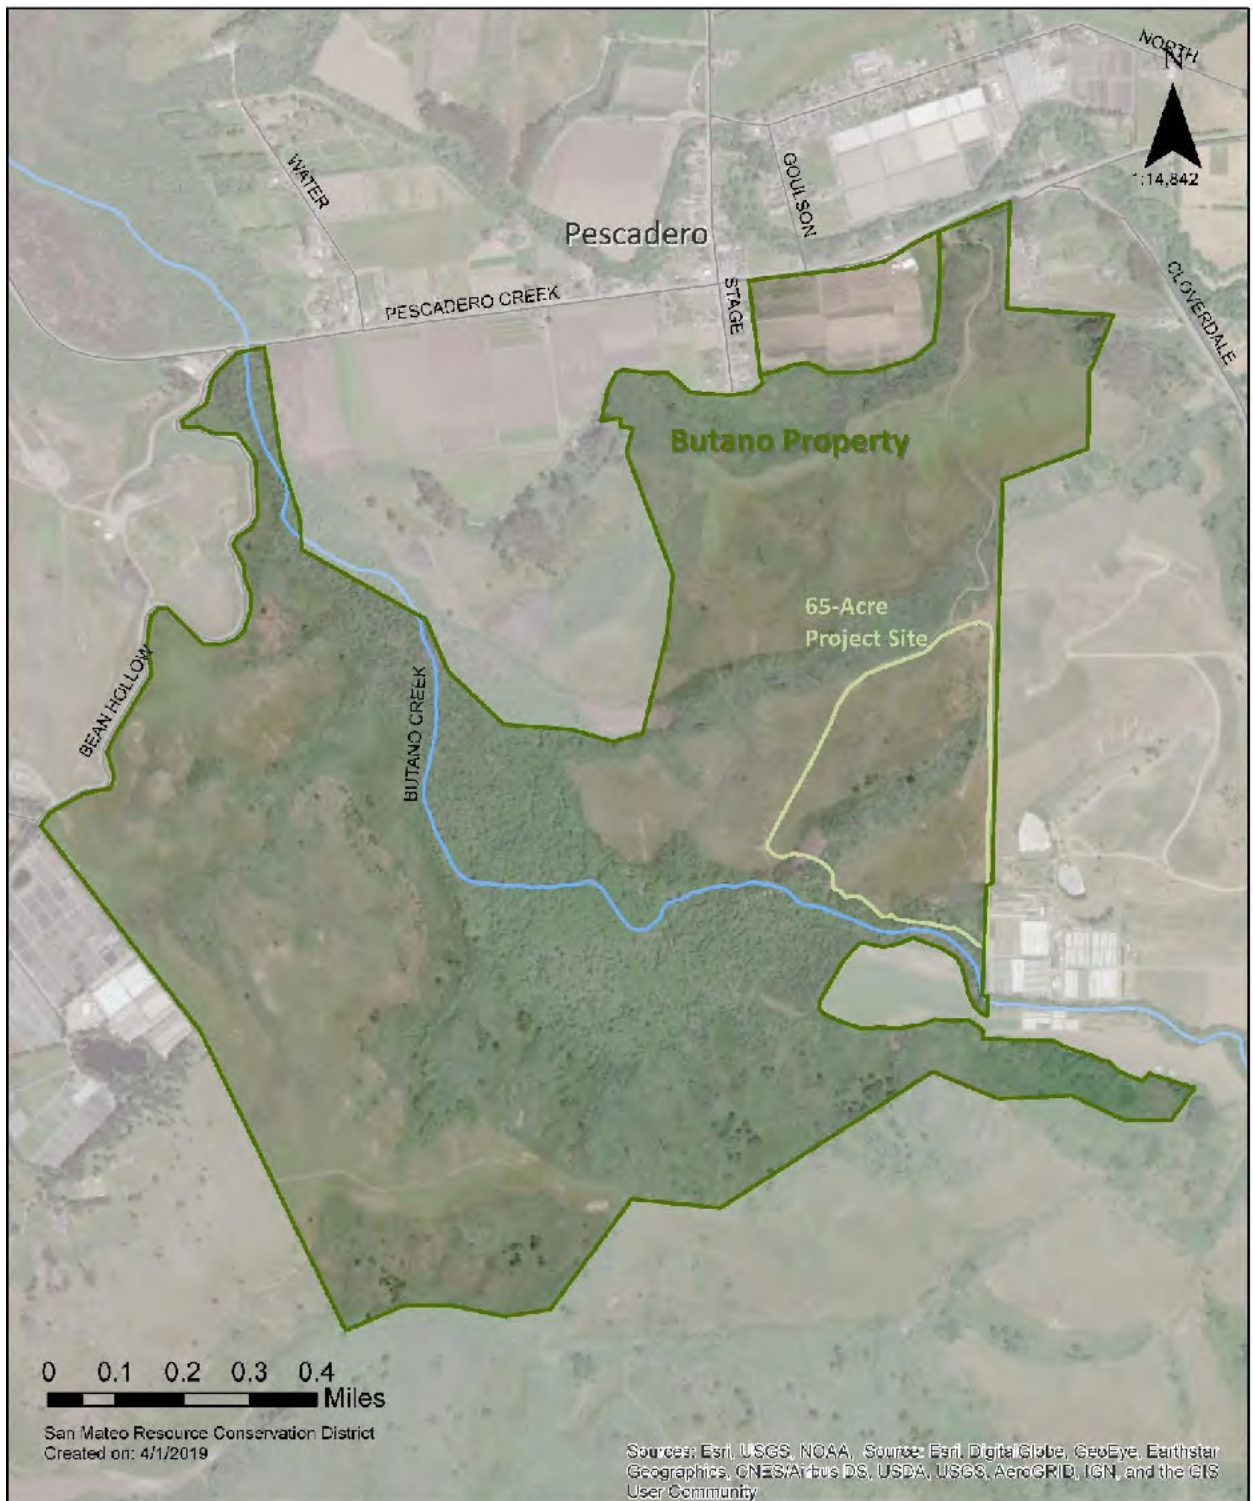 NORTH
N
1:14,842
WATER
GOULSON
Pescadero
CLOVERDALE
PESCADERO CREEK
STAGE
Butano Property
65-Acre
Project Site
BEAN HOLLOW
BUTANO CREEK
0 0.1 0.2 0.3 0.4
Miles
San Mateo Resource Conservation District
Created on: 4/1/2019
Sources: Esri, USGS, NOAA, Source: Esri, DigitalGlobe, GeoEye, Earthstar
Geographics, CNES/Airbus DS, USDA, USGS, AeroGRID, IGN, and the GIS
User Community